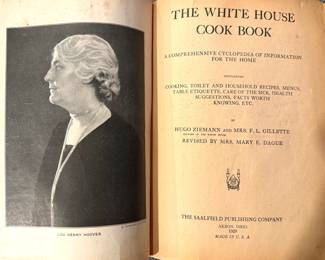 LOU HENRY HOOVER
THE WHITE HOUSE
COOK BOOK
A COMPREHENSIVE CYCLOPEDIA OF INFORMATION
FOR THE HOME
CONTAINING
COOKING, TOILET AND HOUSEHOLD RECIPES, MENUS,
TABLE ETIQUETTE, CARE OF THE SICK, HEALTH
SUGGESTIONS, FACTS WORTH
KNOWING, ETC.
BY
HUGO ZIEMANN AND MRS. F. L. GILLETTE
REVISED BY MRS. MARY E. DAGUE
THE SAALFIELD PUBLISHING COMPANY
AKRON, OHIO
1929
MADE IN U. S. A.